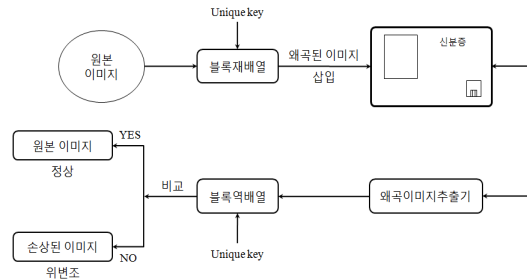 Unique key
원본
이미지
블록재배열
왜곡된 이미지
삽입
신분증
원본 이미지
YES
정상
비교
블록역배열
왜곡이미지추출기
손상된 이미지
NO
위변조
Unique key